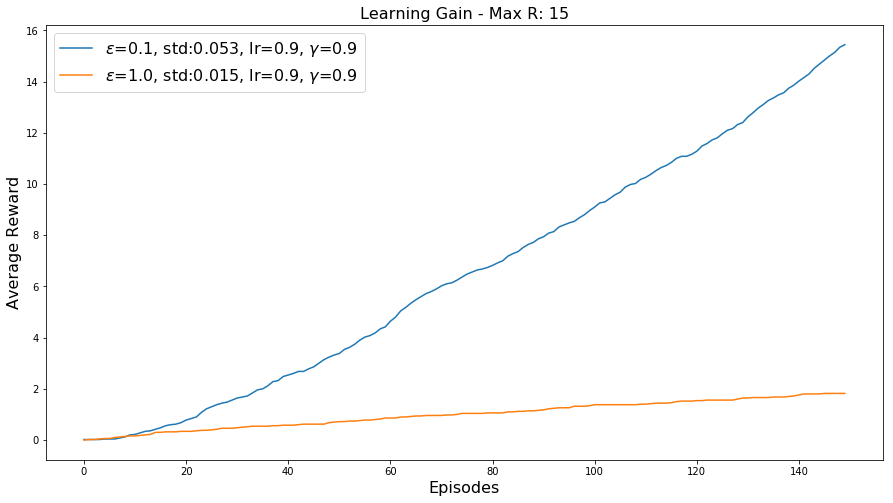 Learning Gain - Max R: 15
ε=0.1, std:0.053, lr=0.9, γ=0.9
ε=1.0, std:0.015, lr=0.9, γ=0.9
Average Reward
16
14
12
10
8
6
4
2
0
0 20 40 60 80 100 120 140
Episodes